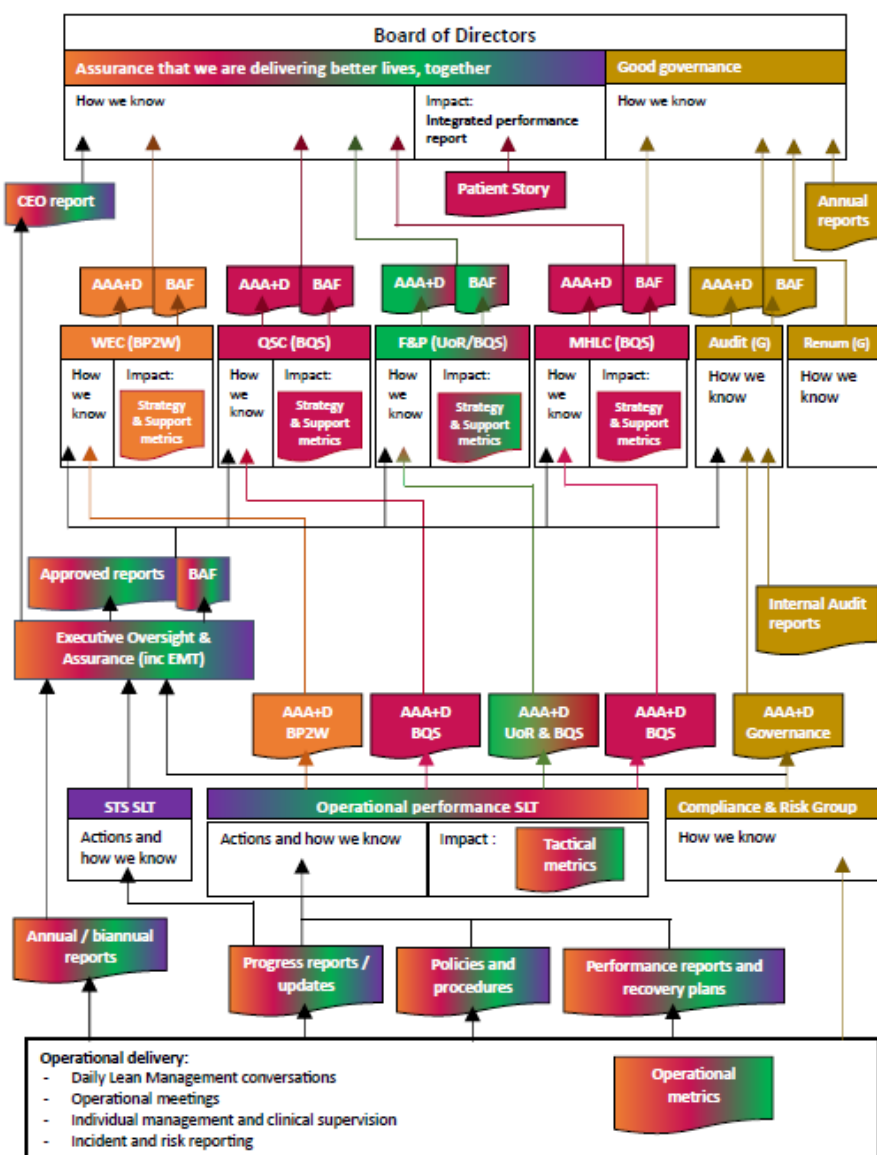 Board of Directors
Assurance that we are delivering better lives, together
Good governance
How we know
Impact:
Integrated performance
report
How we know
CEO report
Patient Story
Annual
reports
AAA+D
BAF
AAA+D
BAF
AAA+D
BAF
AAA+D
BAF
AAA+D
BAF
WEC (BP2W)
QSC (BQS)
F&P (UoR/BQS)
MHLC (BQS)
Audit (G)
Renum (G)
How
we
know
Impact:
Strategy
& Support
metrics
How
we
know
Impact:
Strategy
& Support
metrics
How
we
know
Impact:
Strategy
& Support
metrics
How
we
know
Impact:
Strategy
& Support
metrics
How we
know
How we
know
Approved reports
BAF
Internal Audit
reports
Executive Oversight &
Assurance (inc EMT)
AAA+D
BP2W
AAA+D
BQS
AAA+D
UoR & BQS
AAA+D
BQS
AAA+D
Governance
STS SLT
Operational performance SLT
Compliance & Risk Group
Actions and
how we know
Actions and how we know
Impact :
Tactical
metrics
How we know
Annual / biannual
reports
Progress reports /
updates
Policies and
procedures
Performance reports and
recovery plans
Operational delivery:
- Daily Lean Management conversations
- Operational meetings
- Individual management and clinical supervision
- Incident and risk reporting
Operational
metrics